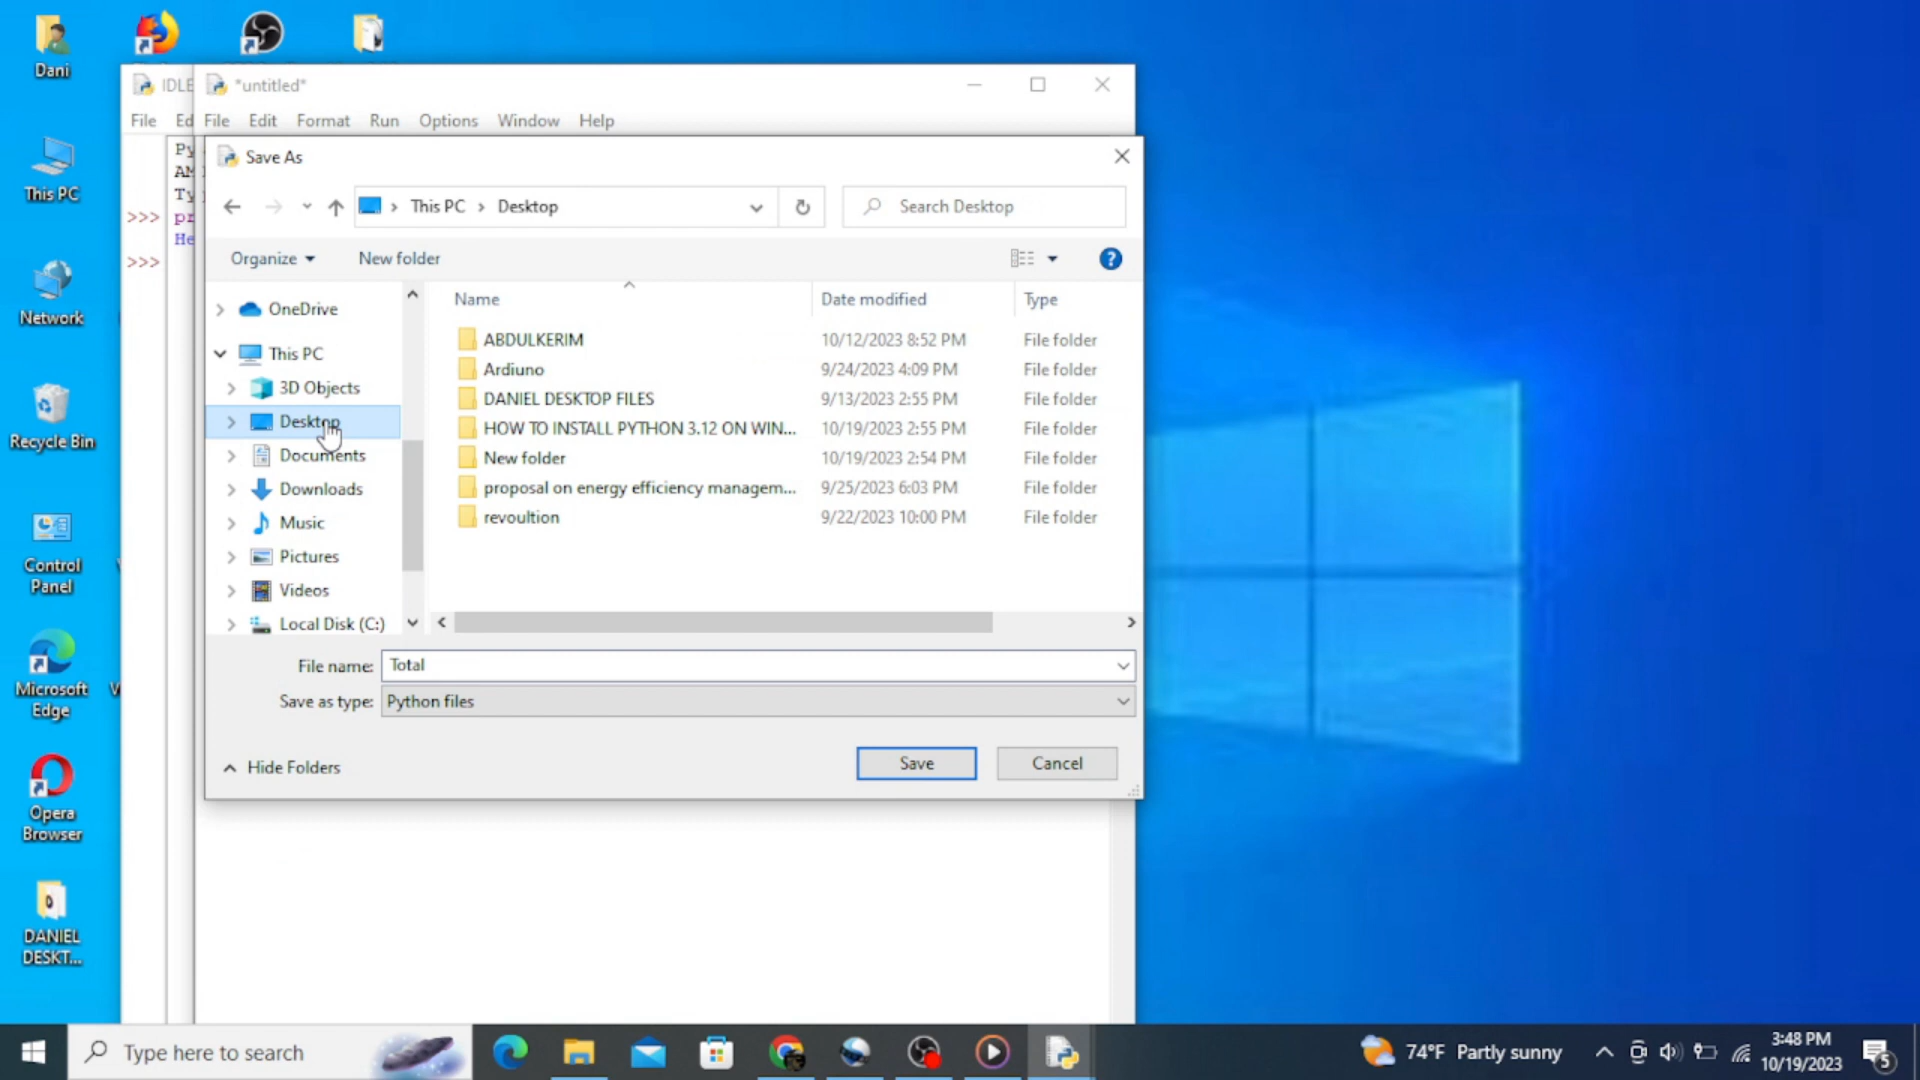 Dani
This PC
Network
Recycle Bin
Control
Panel
Microsoft
Edge
Opera
Browser
DANIEL
DESKT...
IDLE
File Ed
Py
AM
Ty
>>> pr
He
>>>
*untitled*
File Edit Format Run Options Window Help
Save As
This PC > Desktop
Search Desktop
Organize New folder
OneDrive
This PC
3D Objects
Desktop
Documents
Downloads
Music
Pictures
Videos
Local Disk (C:)
Name Date modified Type
ABDULKERIM 10/12/2023 8:52 PM File folder
Ardiuno 9/24/2023 4:09 PM File folder
DANIEL DESKTOP FILES 9/13/2023 2:55 PM File folder
HOW TO INSTALL PYTHON 3.12 ON WIN... 10/19/2023 2:55 PM File folder
New folder 10/19/2023 2:54 PM File folder
proposal on energy efficiency managem... 9/25/2023 6:03 PM File folder
revoultion 9/22/2023 10:00 PM File folder
File name: Total
Save as type: Python files
Hide Folders
Save Cancel
Type here to search
74°F Partly sunny
3:48 PM
10/19/2023
5